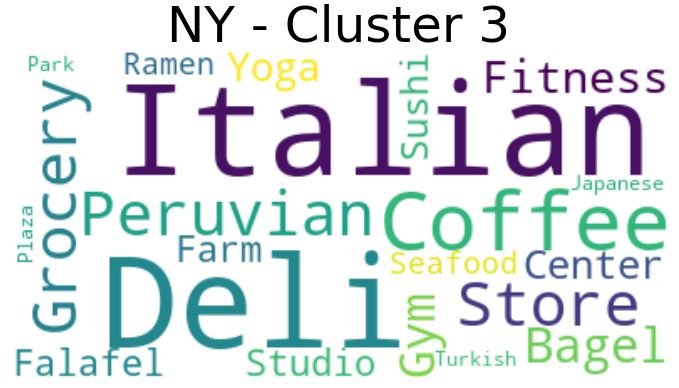 NY - Cluster 3
Park
Ramen
Yoga
Sushi
Fitness
Italian
Grocery
Japanese
Peruvian
Coffee
Plaza
Farm
Seafood
Center
Deli
Store
Gym
Bagel
Falafel
Studio
Turkish